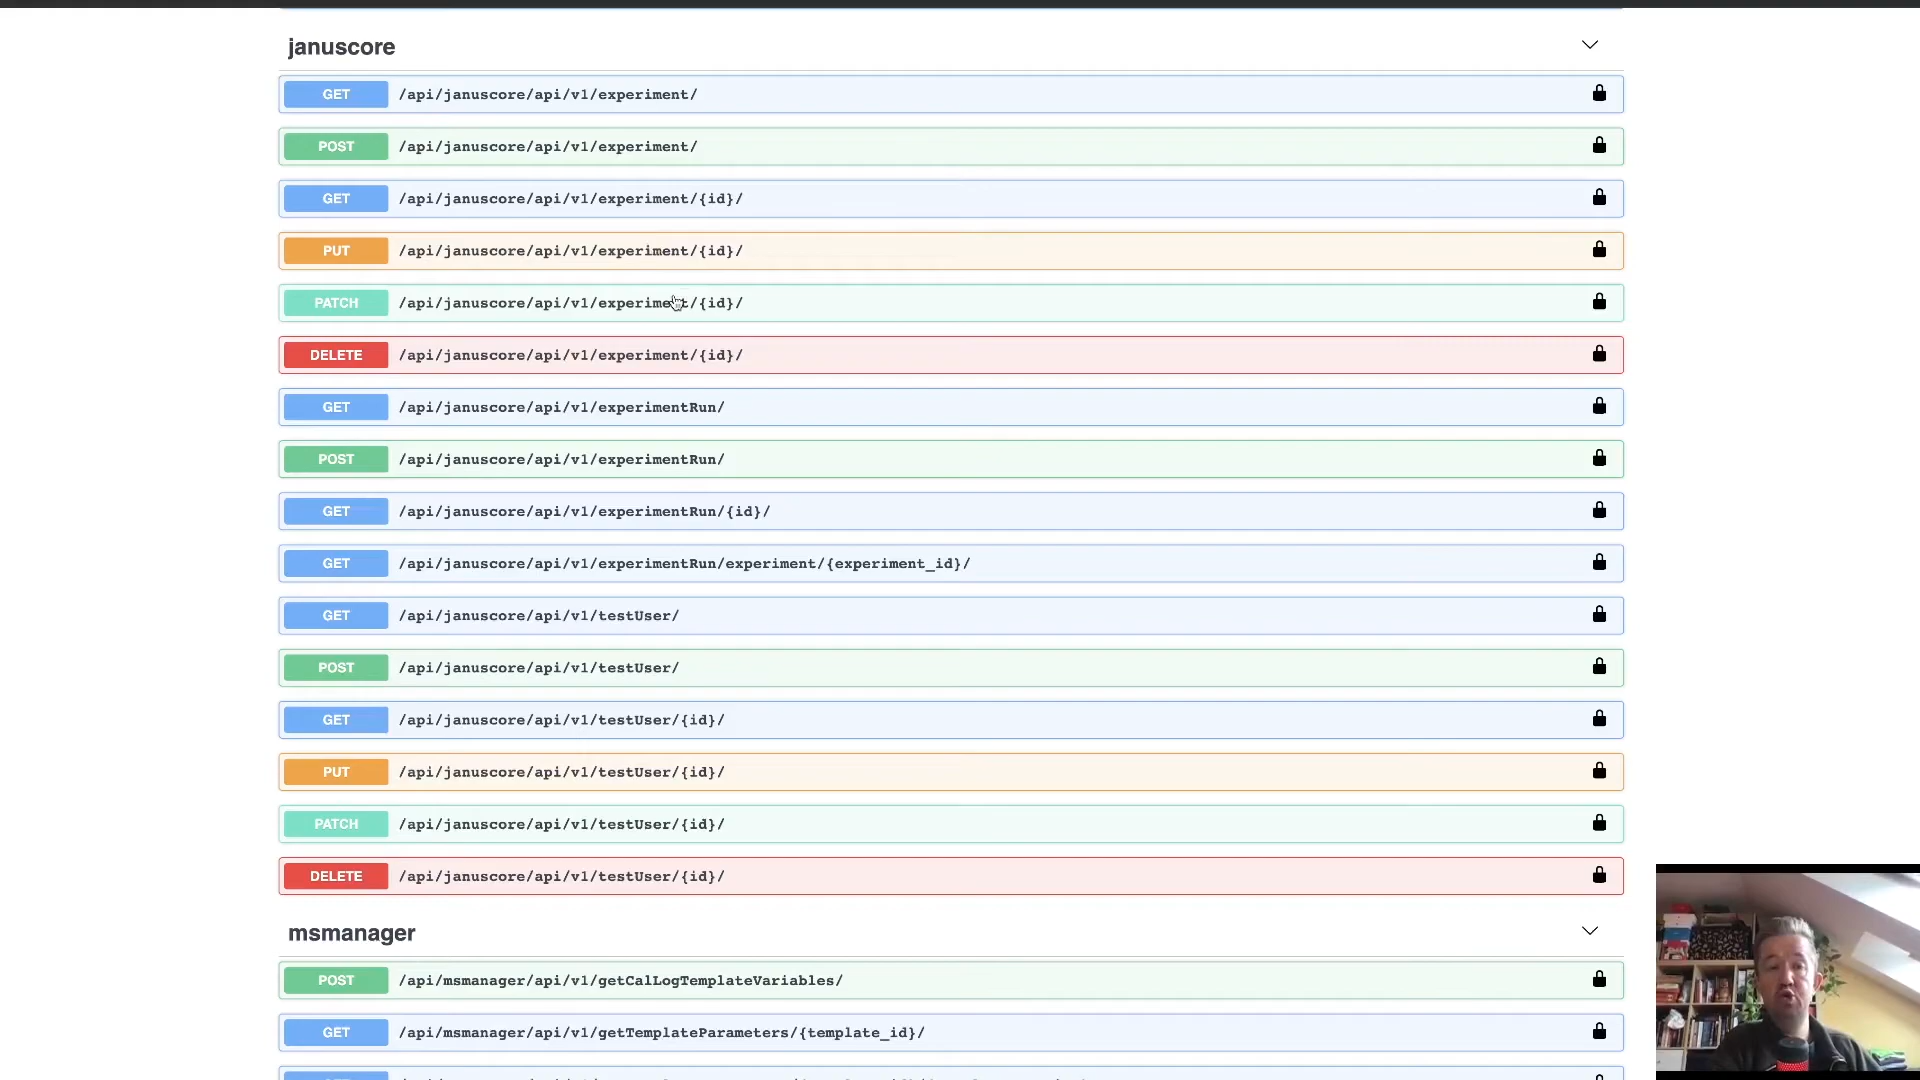 januscore
GET /api/januscore/api/v1/experiment/
POST /api/januscore/api/v1/experiment/
GET /api/januscore/api/v1/experiment/{id}/
PUT /api/januscore/api/v1/experiment/{id}/
PATCH /api/januscore/api/v1/experiment/{id}/
DELETE /api/januscore/api/v1/experiment/{id}/
GET /api/januscore/api/v1/experimentRun/
POST /api/januscore/api/v1/experimentRun/
GET /api/januscore/api/v1/experimentRun/{id}/
GET /api/januscore/api/v1/experimentRun/experiment/{experiment_id}/
GET /api/januscore/api/v1/testUser/
POST /api/januscore/api/v1/testUser/
GET /api/januscore/api/v1/testUser/{id}/
PUT /api/januscore/api/v1/testUser/{id}/
PATCH /api/januscore/api/v1/testUser/{id}/
DELETE /api/januscore/api/v1/testUser/{id}/
msmanager
POST /api/msmanager/api/v1/getCalLogTemplateVariables/
GET /api/msmanager/api/v1/getTemplateParameters/{template_id}/